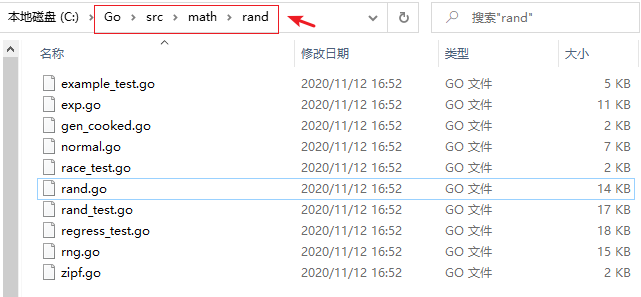 本地磁盘 (C:) > Go > src > math > rand 搜索"rand"
名称 修改日期 类型 大小
example_test.go 2020/11/12 16:52 GO 文件 5 KB
exp.go 2020/11/12 16:52 GO 文件 11 KB
gen_cooked.go 2020/11/12 16:52 GO 文件 2 KB
normal.go 2020/11/12 16:52 GO 文件 7 KB
race_test.go 2020/11/12 16:52 GO 文件 2 KB
rand.go 2020/11/12 16:52 GO 文件 14 KB
rand_test.go 2020/11/12 16:52 GO 文件 17 KB
regress_test.go 2020/11/12 16:52 GO 文件 18 KB
rng.go 2020/11/12 16:52 GO 文件 15 KB
zipf.go 2020/11/12 16:52 GO 文件 2 KB